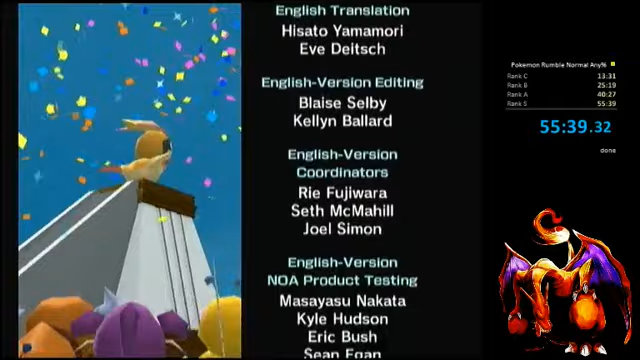 English Translation
Hisato Yamamori
Eve Deitsch
English-Version Editing
Blaise Selby
Kellyn Ballard
English-Version
Coordinators
Rie Fujiwara
Seth McMahill
Joel Simon
English-Version
NOA Product Testing
Masayasu Nakata
Kyle Hudson
Eric Bush
Sean Egan
Pokemon Rumble Normal Any%
Rank C 13:31
Rank B 25:19
Rank A 40:27
Rank S 55:39
55:39.32
done